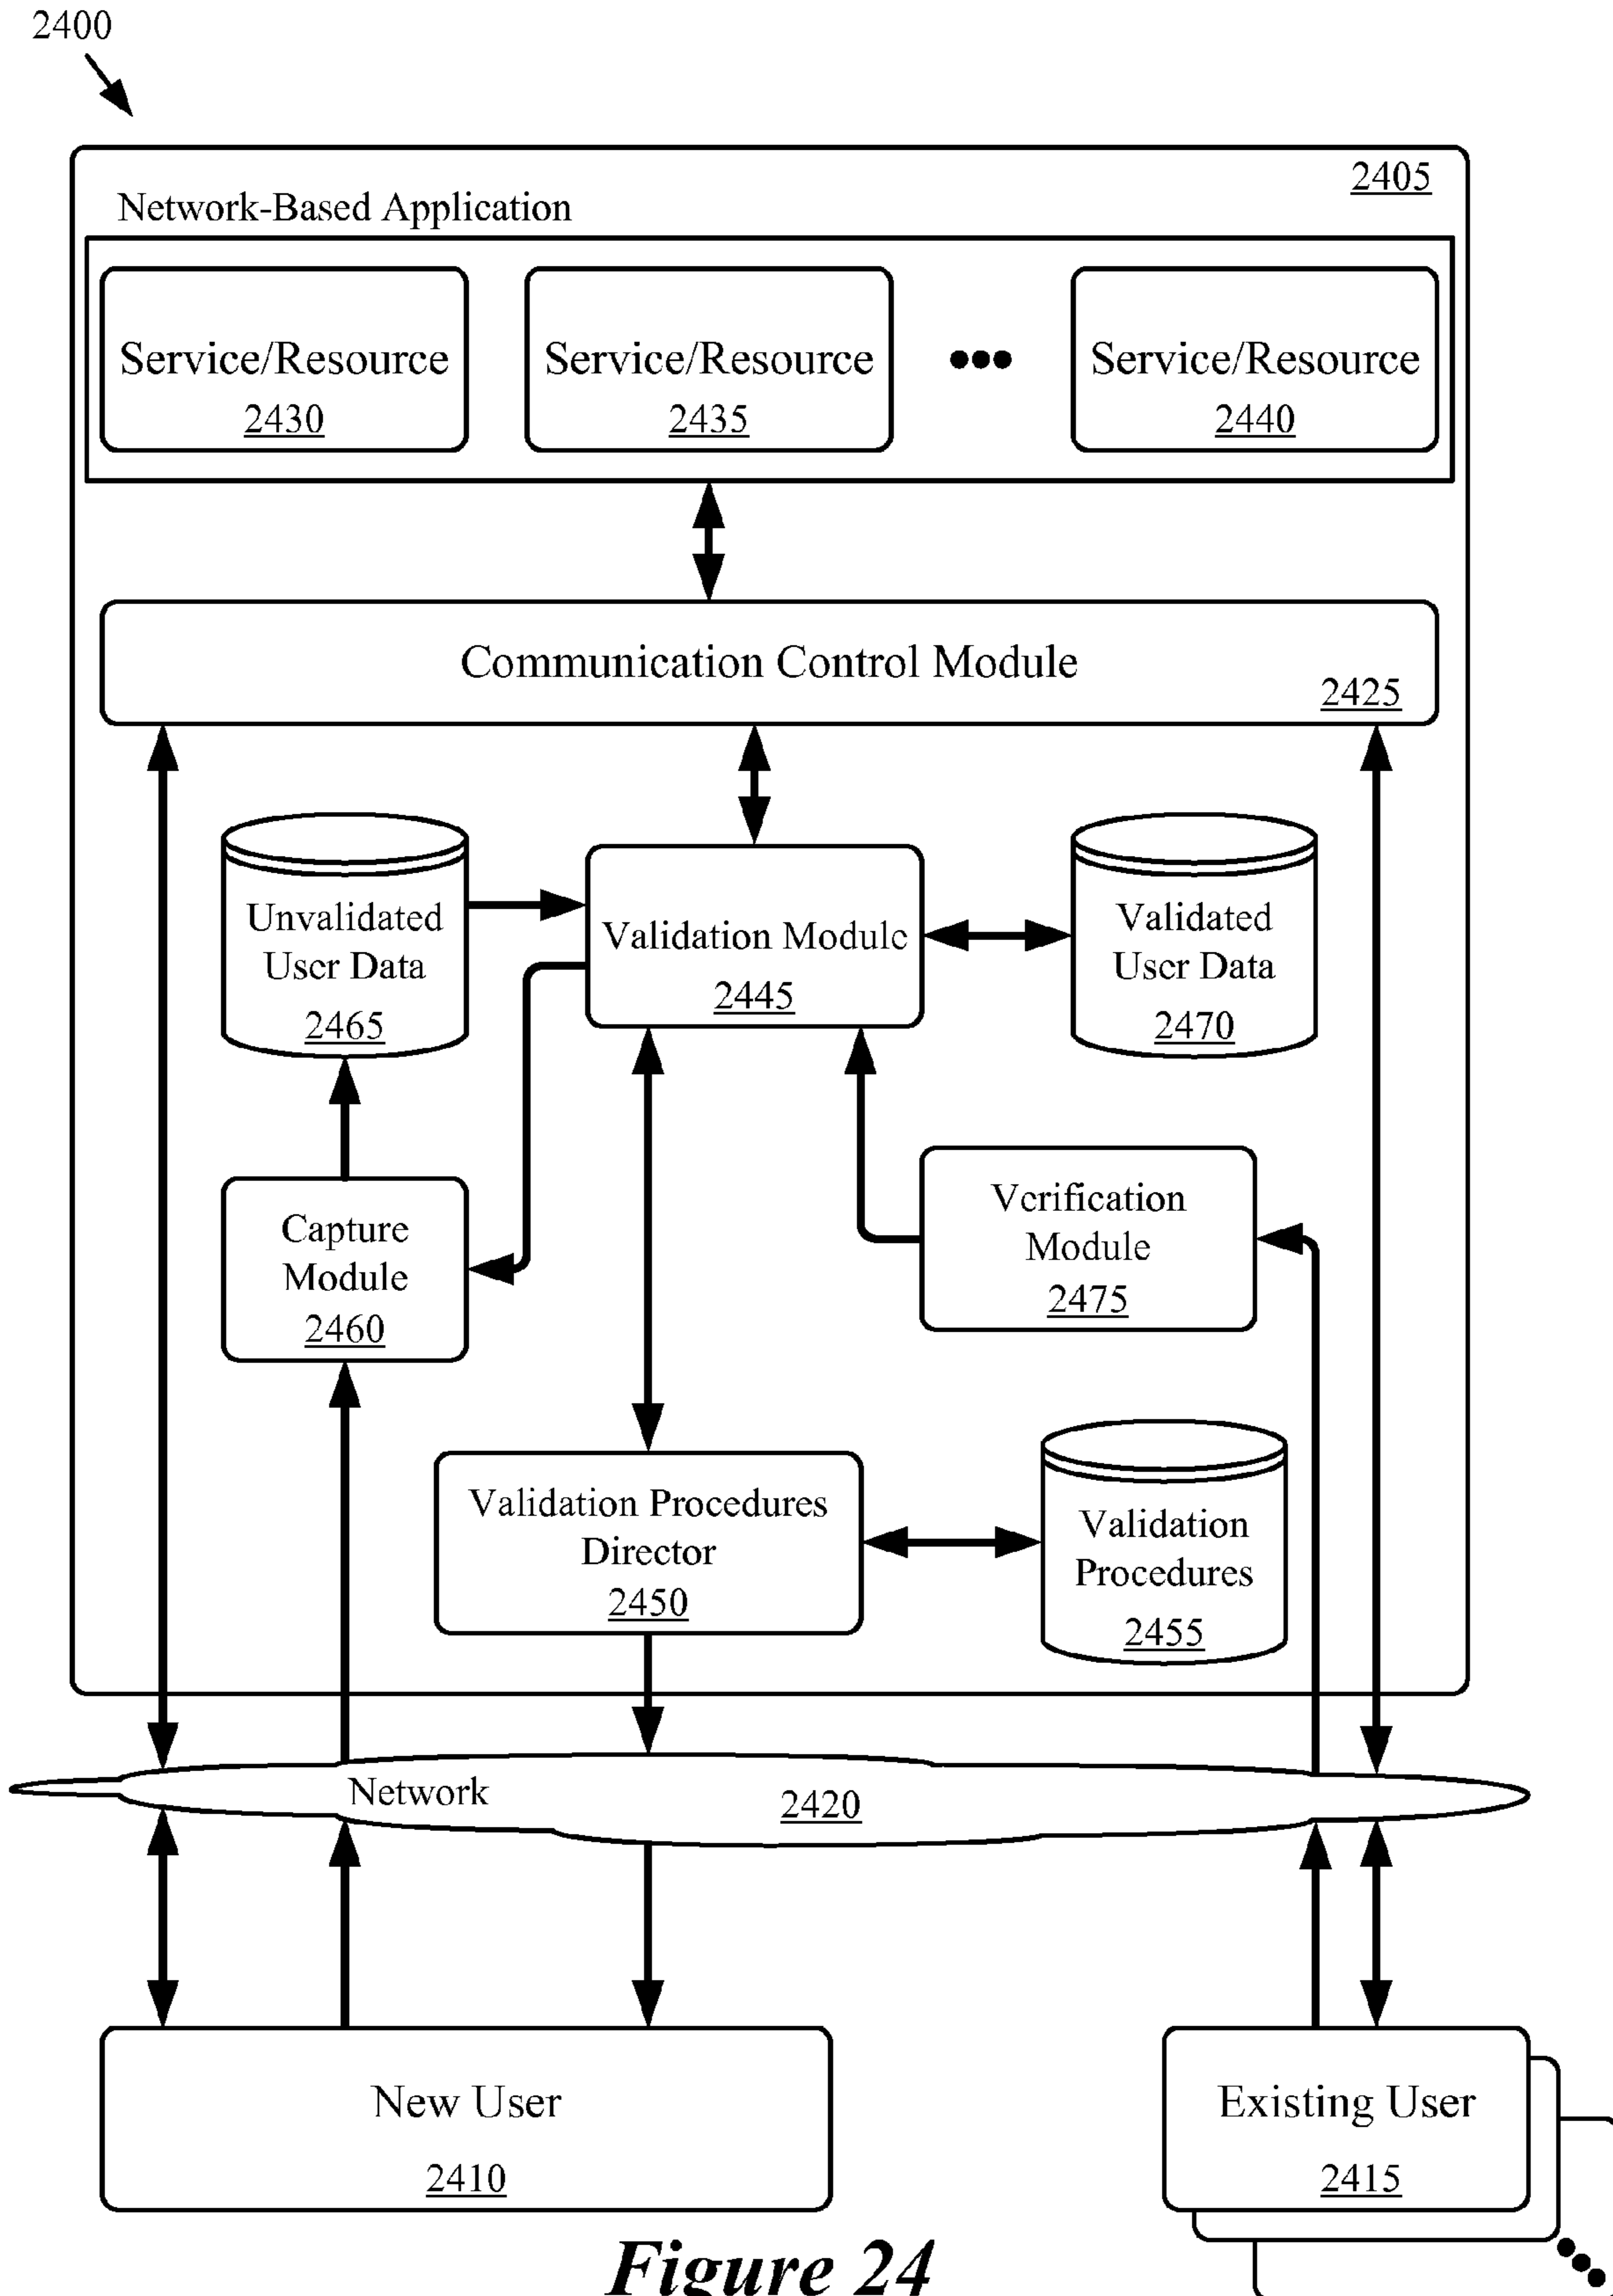 2400
2405
Network-Based Application
Service/Resource
2430
Service/Resource
2435
Service/Resource
2440
Communication Control Module
2425
Unvalidated
User Data
2465
Validation Module
2445
Validated
User Data
2470
Capture
Module
2460
Verification
Module
2475
Validation Procedures
Director
2450
Validation
Procedures
2455
Network
2420
New User
2410
Existing User
2415
Figure 24